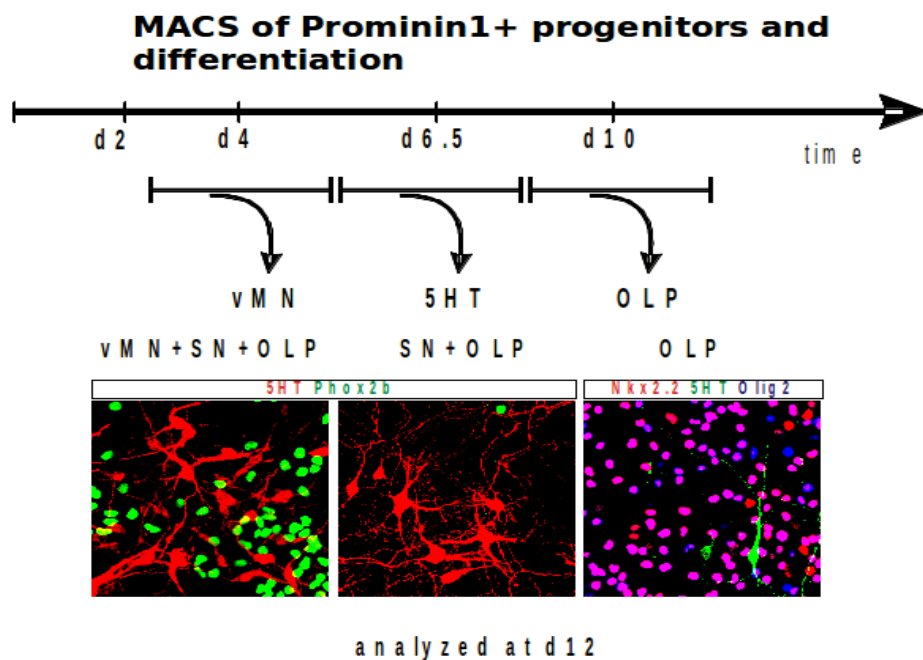 MACS of Prominin1+ progenitors and
differentiation
d2 d4 d6.5 d10
time
vMN 5HT OLP
vMN+SN+OLP SN+OLP OLP
5HT Phox2b Nkx2.2 5HT Olig2
analyzed at d12